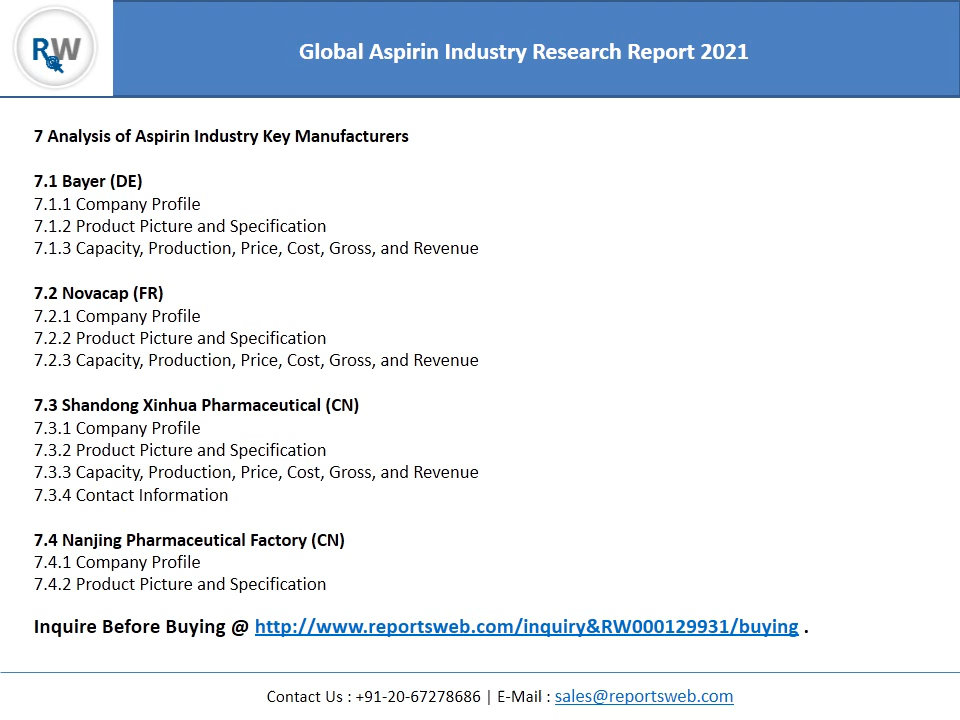 RW
Global Aspirin Industry Research Report 2021
7 Analysis of Aspirin Industry Key Manufacturers
7.1 Bayer (DE)
7.1.1 Company Profile
7.1.2 Product Picture and Specification
7.1.3 Capacity, Production, Price, Cost, Gross, and Revenue
7.2 Novacap (FR)
7.2.1 Company Profile
7.2.2 Product Picture and Specification
7.2.3 Capacity, Production, Price, Cost, Gross, and Revenue
7.3 Shandong Xinhua Pharmaceutical (CN)
7.3.1 Company Profile
7.3.2 Product Picture and Specification
7.3.3 Capacity, Production, Price, Cost, Gross, and Revenue
7.3.4 Contact Information
7.4 Nanjing Pharmaceutical Factory (CN)
7.4.1 Company Profile
7.4.2 Product Picture and Specification
Inquire Before Buying @ http://www.reportsweb.com/inquiry&RW000129931/buying .
Contact Us : +91-20-67278686 | E-Mail : sales@reportsweb.com